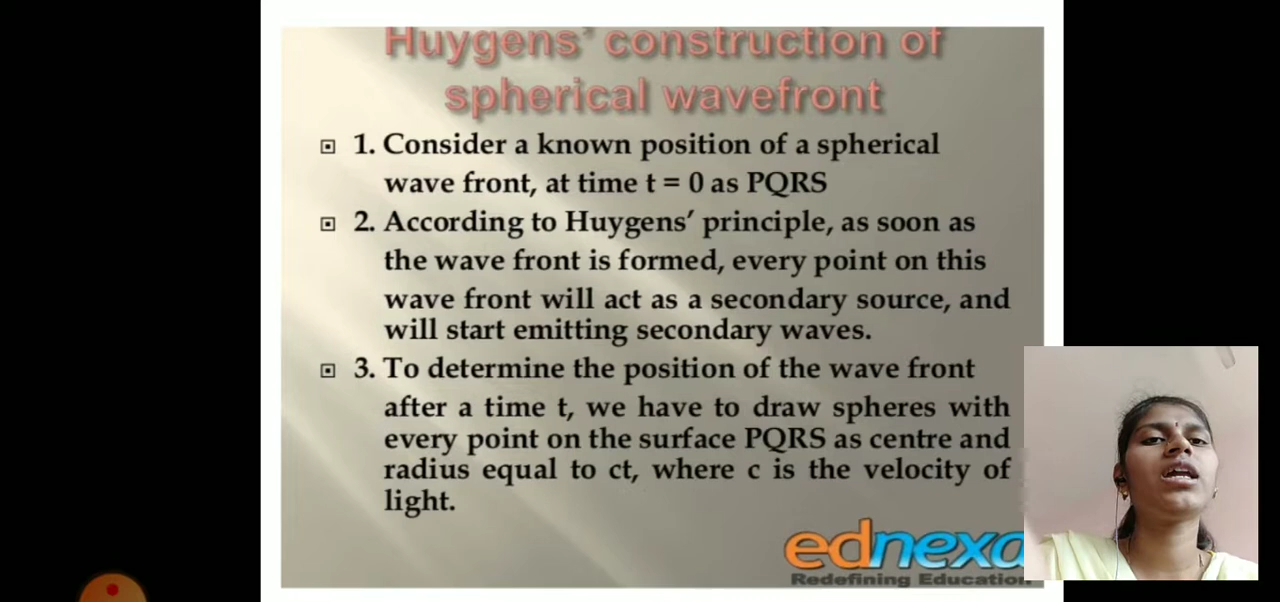 Huygens' construction of
spherical wavefront
1. Consider a known position of a spherical
wave front, at time t = 0 as PQRS
2. According to Huygens' principle, as soon as
the wave front is formed, every point on this
wave front will act as a secondary source, and
will start emitting secondary waves.
3. To determine the position of the wave front
after a time t, we have to draw spheres with
every point on the surface PQRS as centre and
radius equal to ct, where c is the velocity of
light.
ednexa
Redefining Education